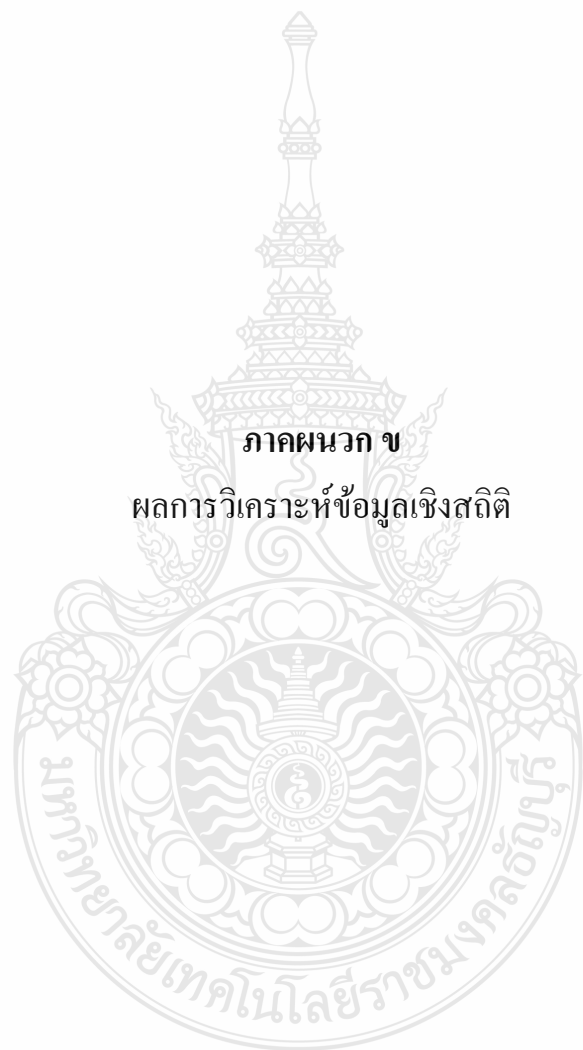 ภาคผนวก ข
ผลการวิเคราะห์ข้อมูลเชิงสถิติ
มหาวิทยาลัยเทคโนโลยีราชมงคลธัญบุรี